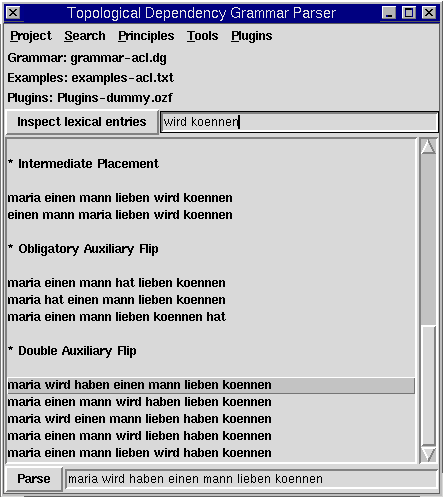 Topological Dependency Grammar Parser
Project Search Principles Tools Plugins
Grammar: grammar-acl.dg
Examples: examples-acl.txt
Plugins: Plugins-dummy.ozf
Inspect lexical entries wird koennen
* Intermediate Placement
maria einen mann lieben wird koennen
einen mann maria lieben wird koennen
* Obligatory Auxiliary Flip
maria einen mann hat lieben koennen
maria hat einen mann lieben koennen
maria einen mann lieben koennen hat
* Double Auxiliary Flip
maria wird haben einen mann lieben koennen
maria einen mann wird haben lieben koennen
maria wird einen mann lieben haben koennen
maria einen mann wird lieben haben koennen
maria einen mann lieben wird haben koennen
Parse maria wird haben einen mann lieben koennen